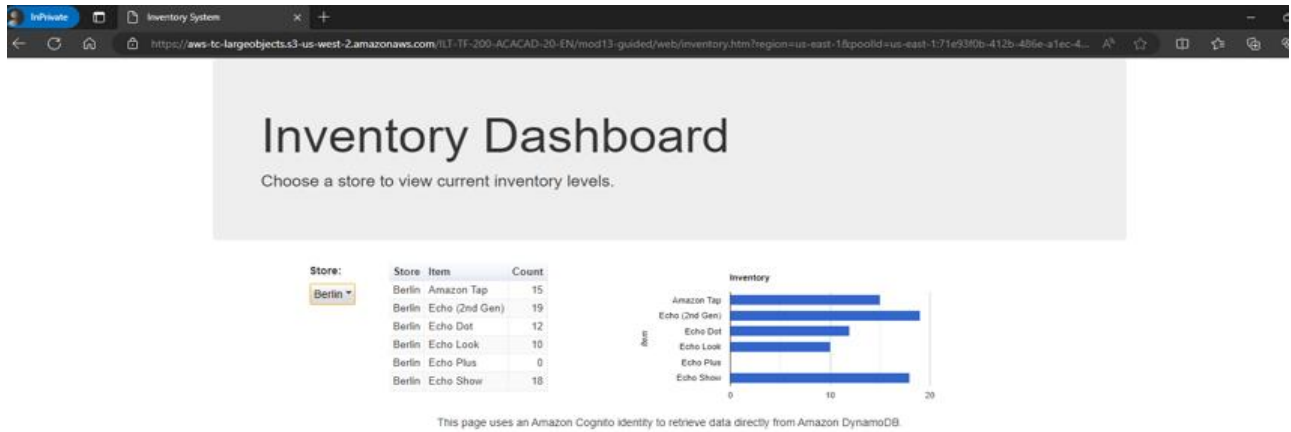 InPrivate
Inventory System
https://aws-tc-largeobjects.s3-us-west-2.amazonaws.com/ILT-TF-200-ACACAD-20-EN/mod13-guided/web/inventory.htm?region=us-east-1&poolId=us-east-1:71e93f0b-412b-486e-a1ec-4...
Inventory Dashboard
Choose a store to view current inventory levels.
Store:
Berlin
Store Item Count
Berlin Amazon Tap 15
Berlin Echo (2nd Gen) 19
Berlin Echo Dot 12
Berlin Echo Look 10
Berlin Echo Plus 0
Berlin Echo Show 18
Inventory
Item
Amazon Tap
Echo (2nd Gen)
Echo Dot
Echo Look
Echo Plus
Echo Show
0 10 20
This page uses an Amazon Cognito identity to retrieve data directly from Amazon DynamoDB.